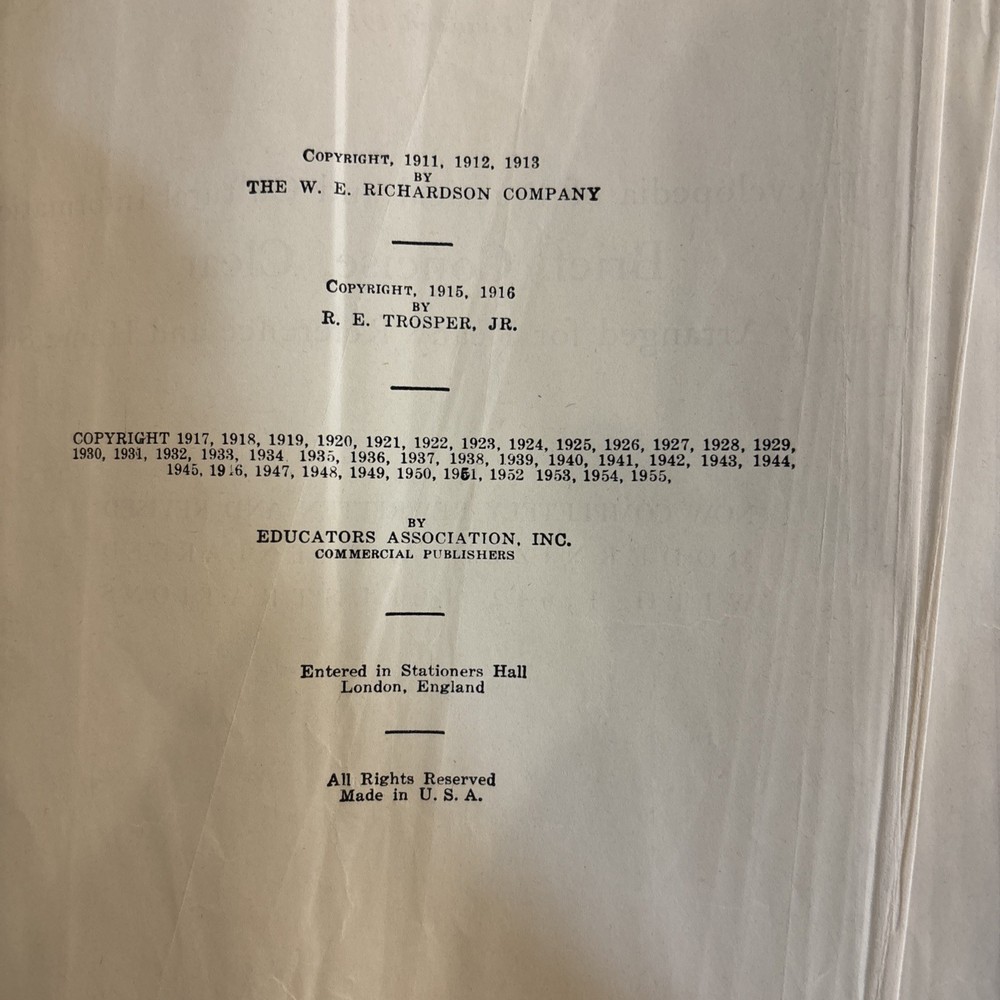 COPYRIGHT, 1911, 1912, 1913
BY
THE W. E. RICHARDSON COMPANY
COPYRIGHT, 1915, 1916
BY
R. E. TROSPER, JR.
COPYRIGHT 1917, 1918, 1919, 1920, 1921, 1922, 1923, 1924, 1925, 1926, 1927, 1928, 1929,
1930, 1931, 1932, 1933, 1934 1935, 1936, 1937, 1938, 1939, 1940, 1941, 1942, 1943, 1944,
1945, 1946, 1947, 1948, 1949, 1950, 1951, 1952 1953, 1954, 1955,
BY
EDUCATORS ASSOCIATION, INC.
COMMERCIAL PUBLISHERS
Entered in Stationers Hall
London, England
All Rights Reserved
Made in U. S. A.